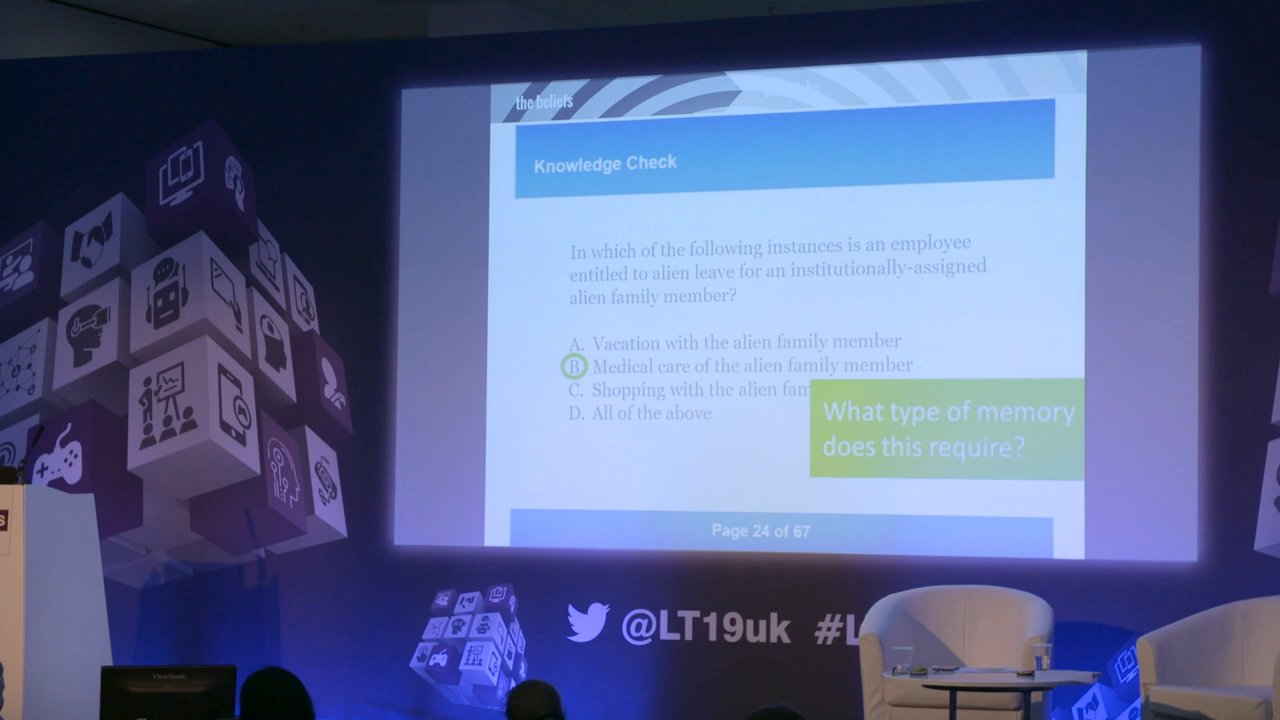 the beliefs
Knowledge Check
In which of the following instances is an employee
entitled to alien leave for an institutionally-assigned
alien family member?
A. Vacation with the alien family member
B. Medical care of the alien family member
C. Shopping with the alien fam
D. All of the above
What type of memory
does this require?
Page 24 of 67
@LT19uk #L
ViewSonic
S